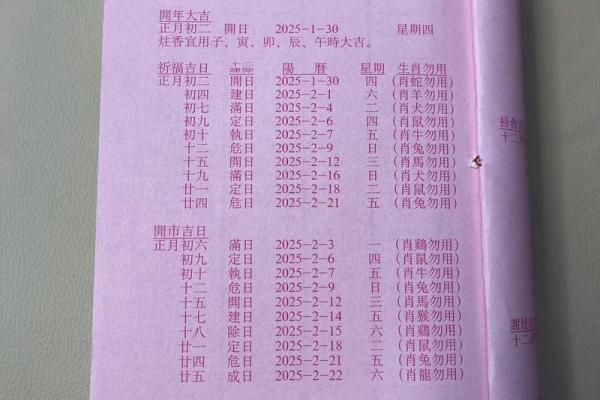 開年大吉
正月初二 開日 2025-1-30 星期四
炷香宜用子、寅、卯、辰、午時大吉。
祈福吉日 十二建除 陽曆 星期 生肖勿用
正月初二 開日 2025-1-30 四 (肖蛇勿用)
初四 建日 2025-2-1 六 (肖羊勿用)
初七 滿日 2025-2-4 二 (肖犬勿用)
初九 定日 2025-2-6 四 (肖鼠勿用)
初十 執日 2025-2-7 五 (肖牛勿用)
十二 危日 2025-2-9 日 (肖兔勿用)
十五 開日 2025-2-12 三 (肖馬勿用)
十九 滿日 2025-2-16 日 (肖犬勿用)
廿一 定日 2025-2-18 二 (肖鼠勿用)
廿四 危日 2025-2-21 五 (肖兔勿用)
開市吉日
正月初六 滿日 2025-2-3 一 (肖鷄勿用)
初九 定日 2025-2-6 四 (肖鼠勿用)
初十 執日 2025-2-7 五 (肖牛勿用)
十二 危日 2025-2-9 日 (肖兔勿用)
十五 開日 2025-2-12 三 (肖馬勿用)
十七 建日 2025-2-14 五 (肖猴勿用)
十八 除日 2025-2-15 六 (肖鷄勿用)
廿一 定日 2025-2-18 二 (肖鼠勿用)
廿四 危日 2025-2-21 五 (肖兔勿用)
廿五 成日 2025-2-22 六 (肖龍勿用)
掃舍
十二月
謝灶
十二月